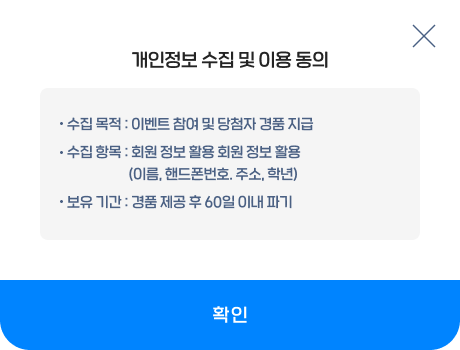 개인정보 수집 및 이용 동의
• 수집 목적 : 이벤트 참여 및 당첨자 경품 지급
• 수집 항목 : 회원 정보 활용 회원 정보 활용
(이름, 핸드폰번호. 주소, 학년)
• 보유 기간 : 경품 제공 후 60일 이내 파기
확인